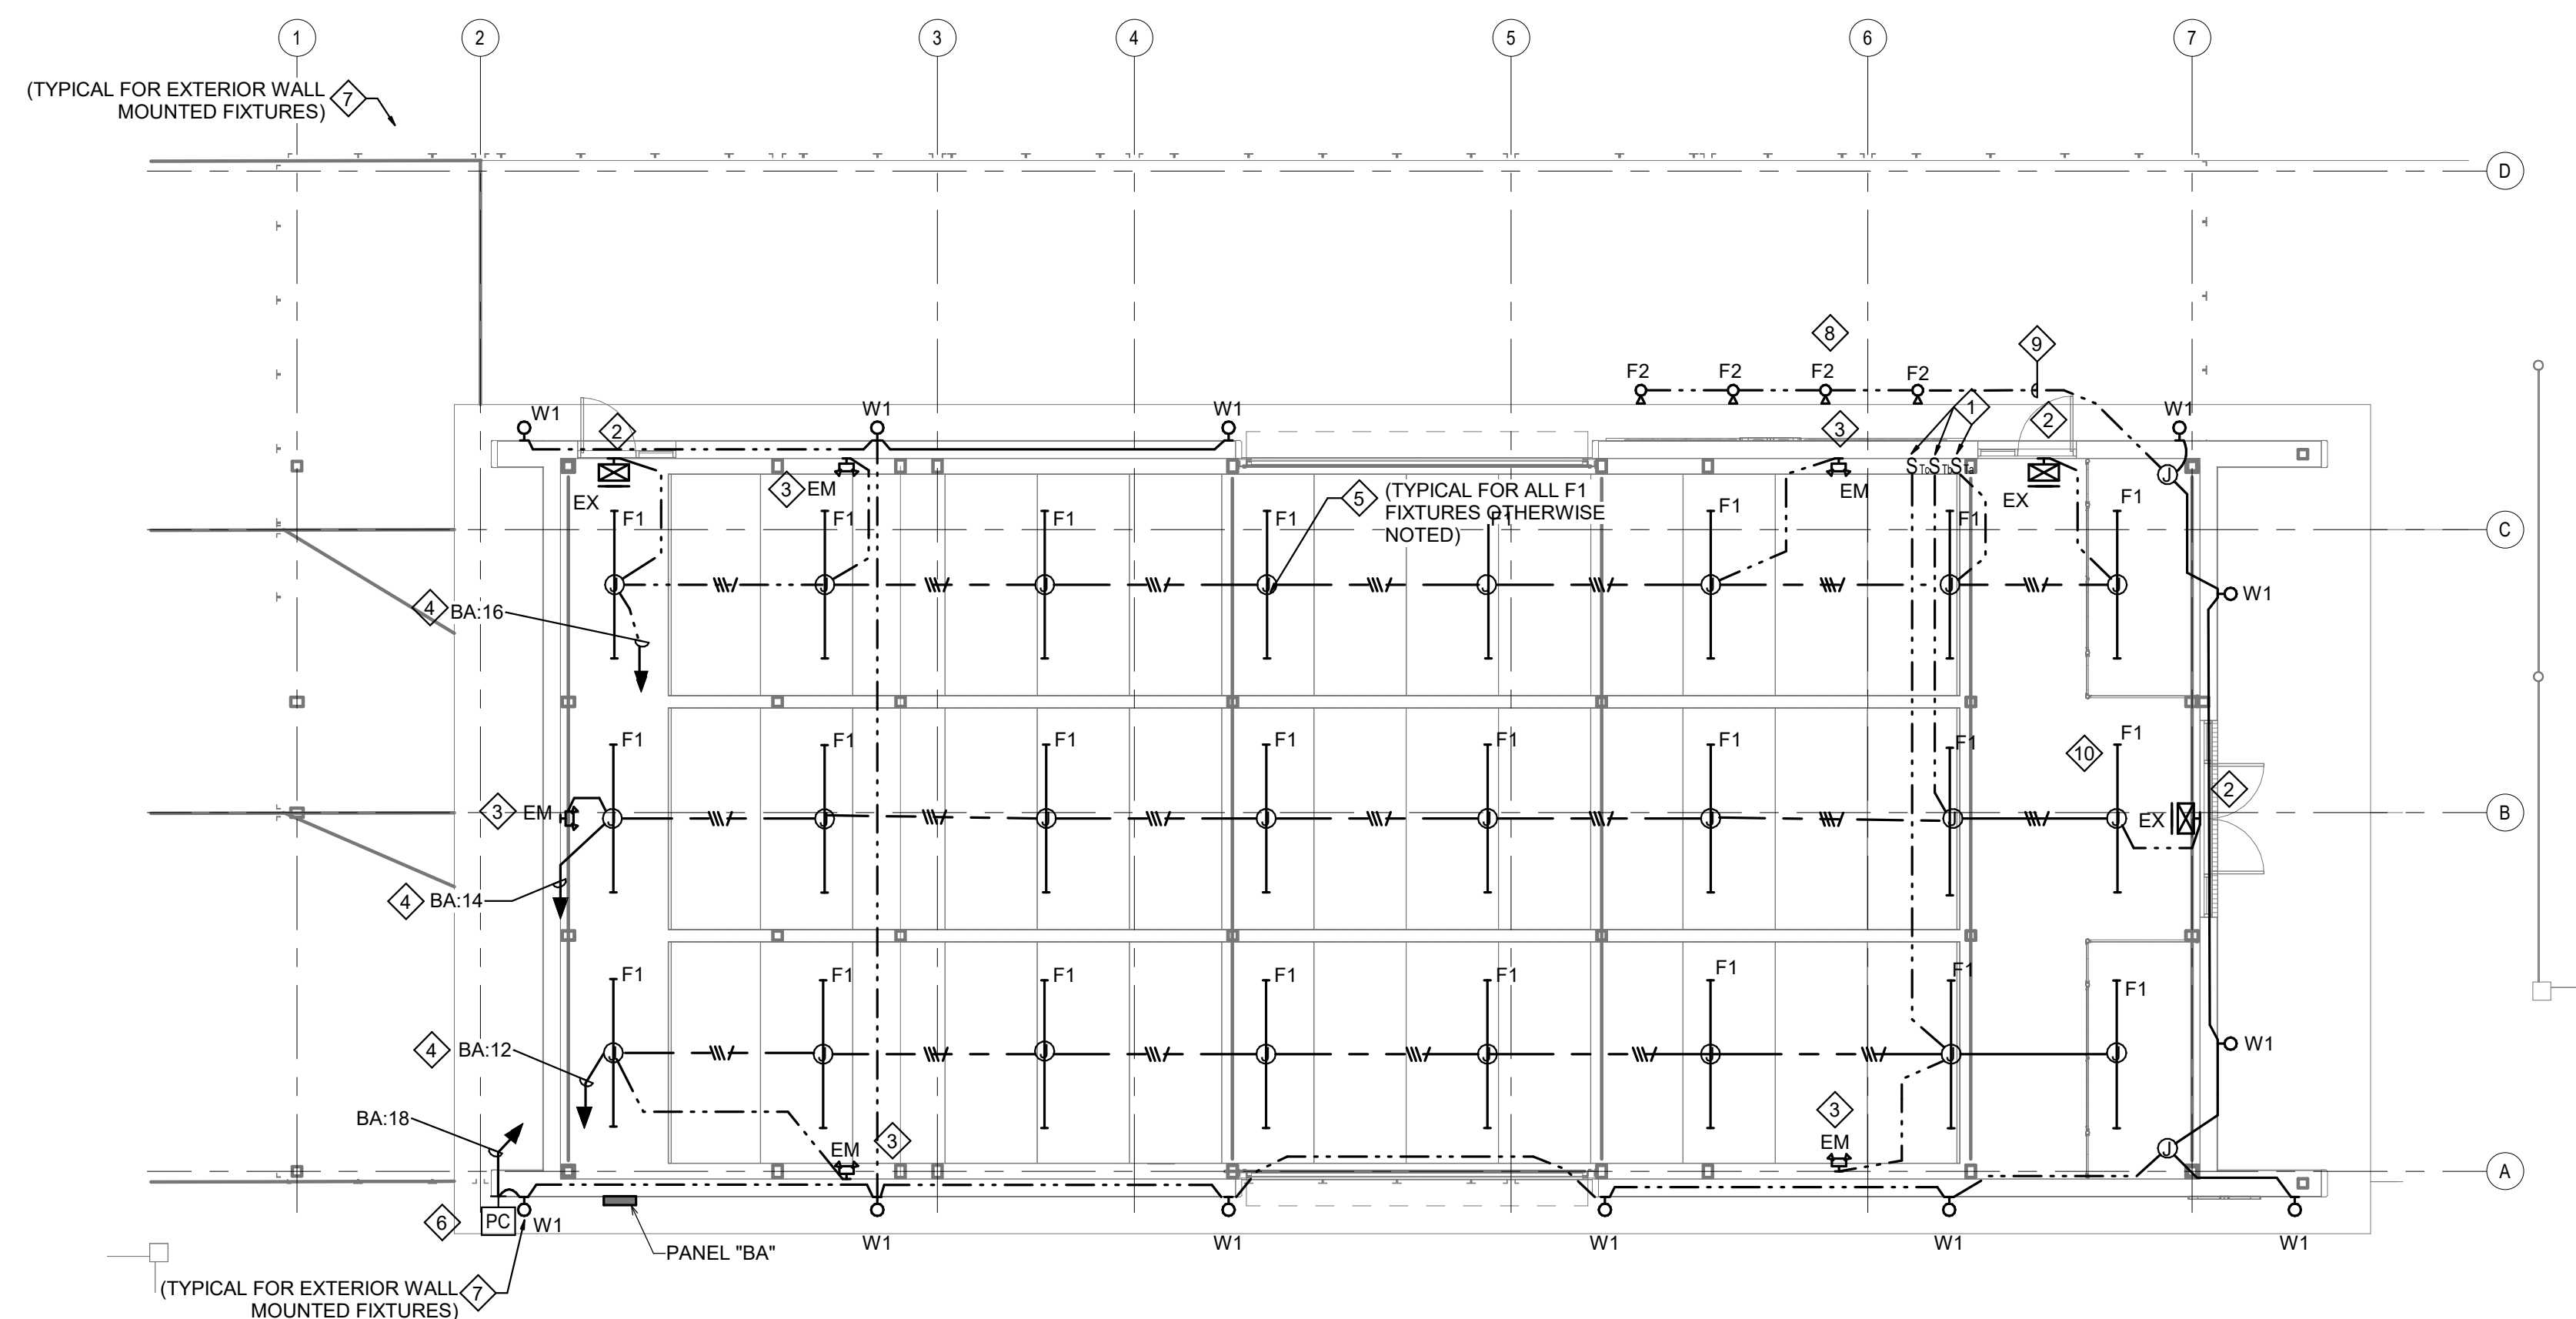 1 2 3 4 5 6 7
(TYPICAL FOR EXTERIOR WALL
MOUNTED FIXTURES)
7
D
8
9
F2 F2 F2 F2
1
W1 W1 W1 W1
2
3
2
3 EM
EM
EX
EX
S Tc S Tb S Ta
5
(TYPICAL FOR ALL F1
FIXTURES OTHERWISE
NOTED)
F1 F1 F1 F1 F1 F1 F1 F1
C
J J J J J J J J
4 BA:16
W1
F1 F1 F1 F1 F1 F1 F1 F1
10
2
3 EM
J J J J J J J J
EX
B
4 BA:14
F1 F1 F1 F1 F1 F1 F1 F1
4 BA:12
J J J J J J J J
W1
BA:18
3
EM
3
EM
J
J
A
6
PC
W1
W1 W1 W1 W1 W1
PANEL "BA"
(TYPICAL FOR EXTERIOR WALL
MOUNTED FIXTURES)
7